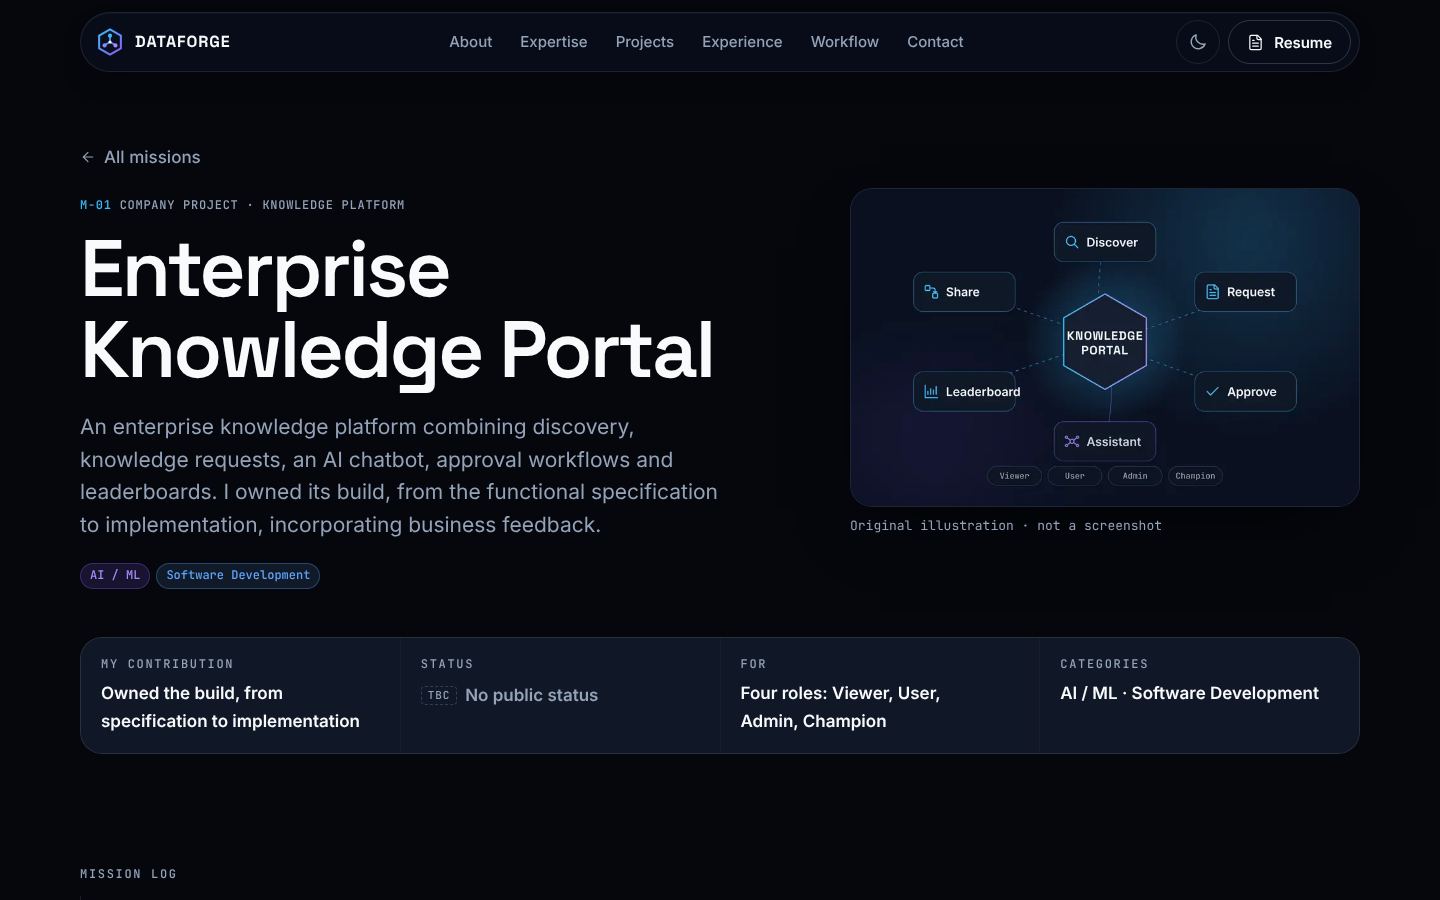 DATAFORGE
About
Expertise
Projects
Experience
Workflow
Contact
Resume
All missions
M-01 COMPANY PROJECT · KNOWLEDGE PLATFORM
Enterprise
Knowledge Portal
An enterprise knowledge platform combining discovery,
knowledge requests, an AI chatbot, approval workflows and
leaderboards. I owned its build, from the functional specification
to implementation, incorporating business feedback.
AI / ML
Software Development
Discover
Share
Request
KNOWLEDGE
PORTAL
Leaderboard
Approve
Assistant
Viewer
User
Admin
Champion
Original illustration · not a screenshot
MY CONTRIBUTION
Owned the build, from
specification to implementation
STATUS
TBC No public status
FOR
Four roles: Viewer, User,
Admin, Champion
CATEGORIES
AI / ML · Software Development
MISSION LOG